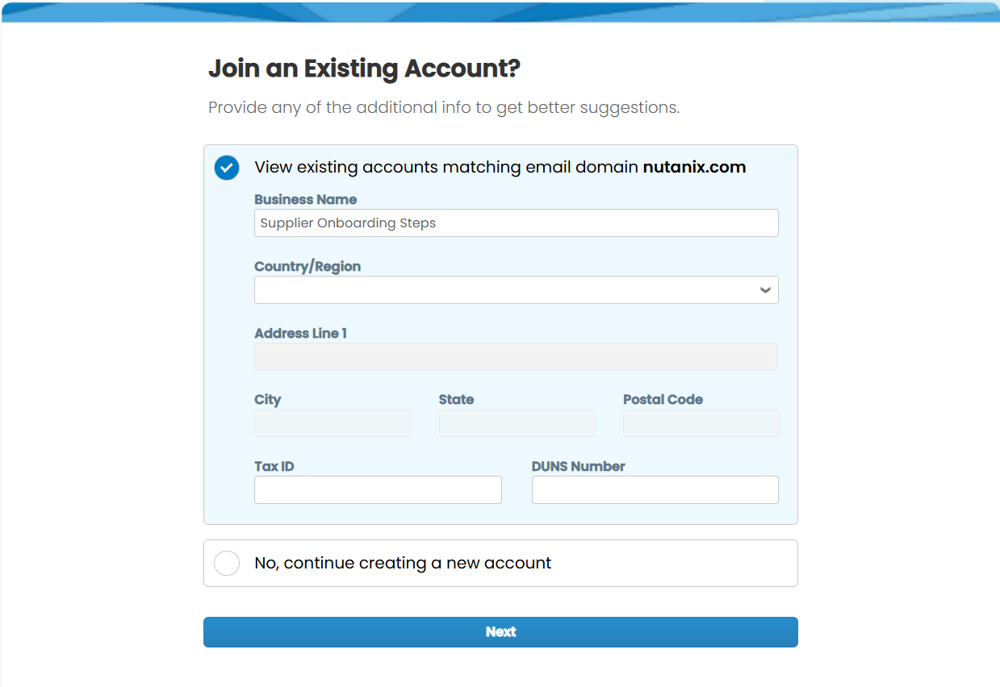 Join an Existing Account?
Provide any of the additional info to get better suggestions.
View existing accounts matching email domain nutanix.com
Business Name
Supplier Onboarding Steps
Country/Region
Address Line 1
City State Postal Code
Tax ID DUNS Number
No, continue creating a new account
Next